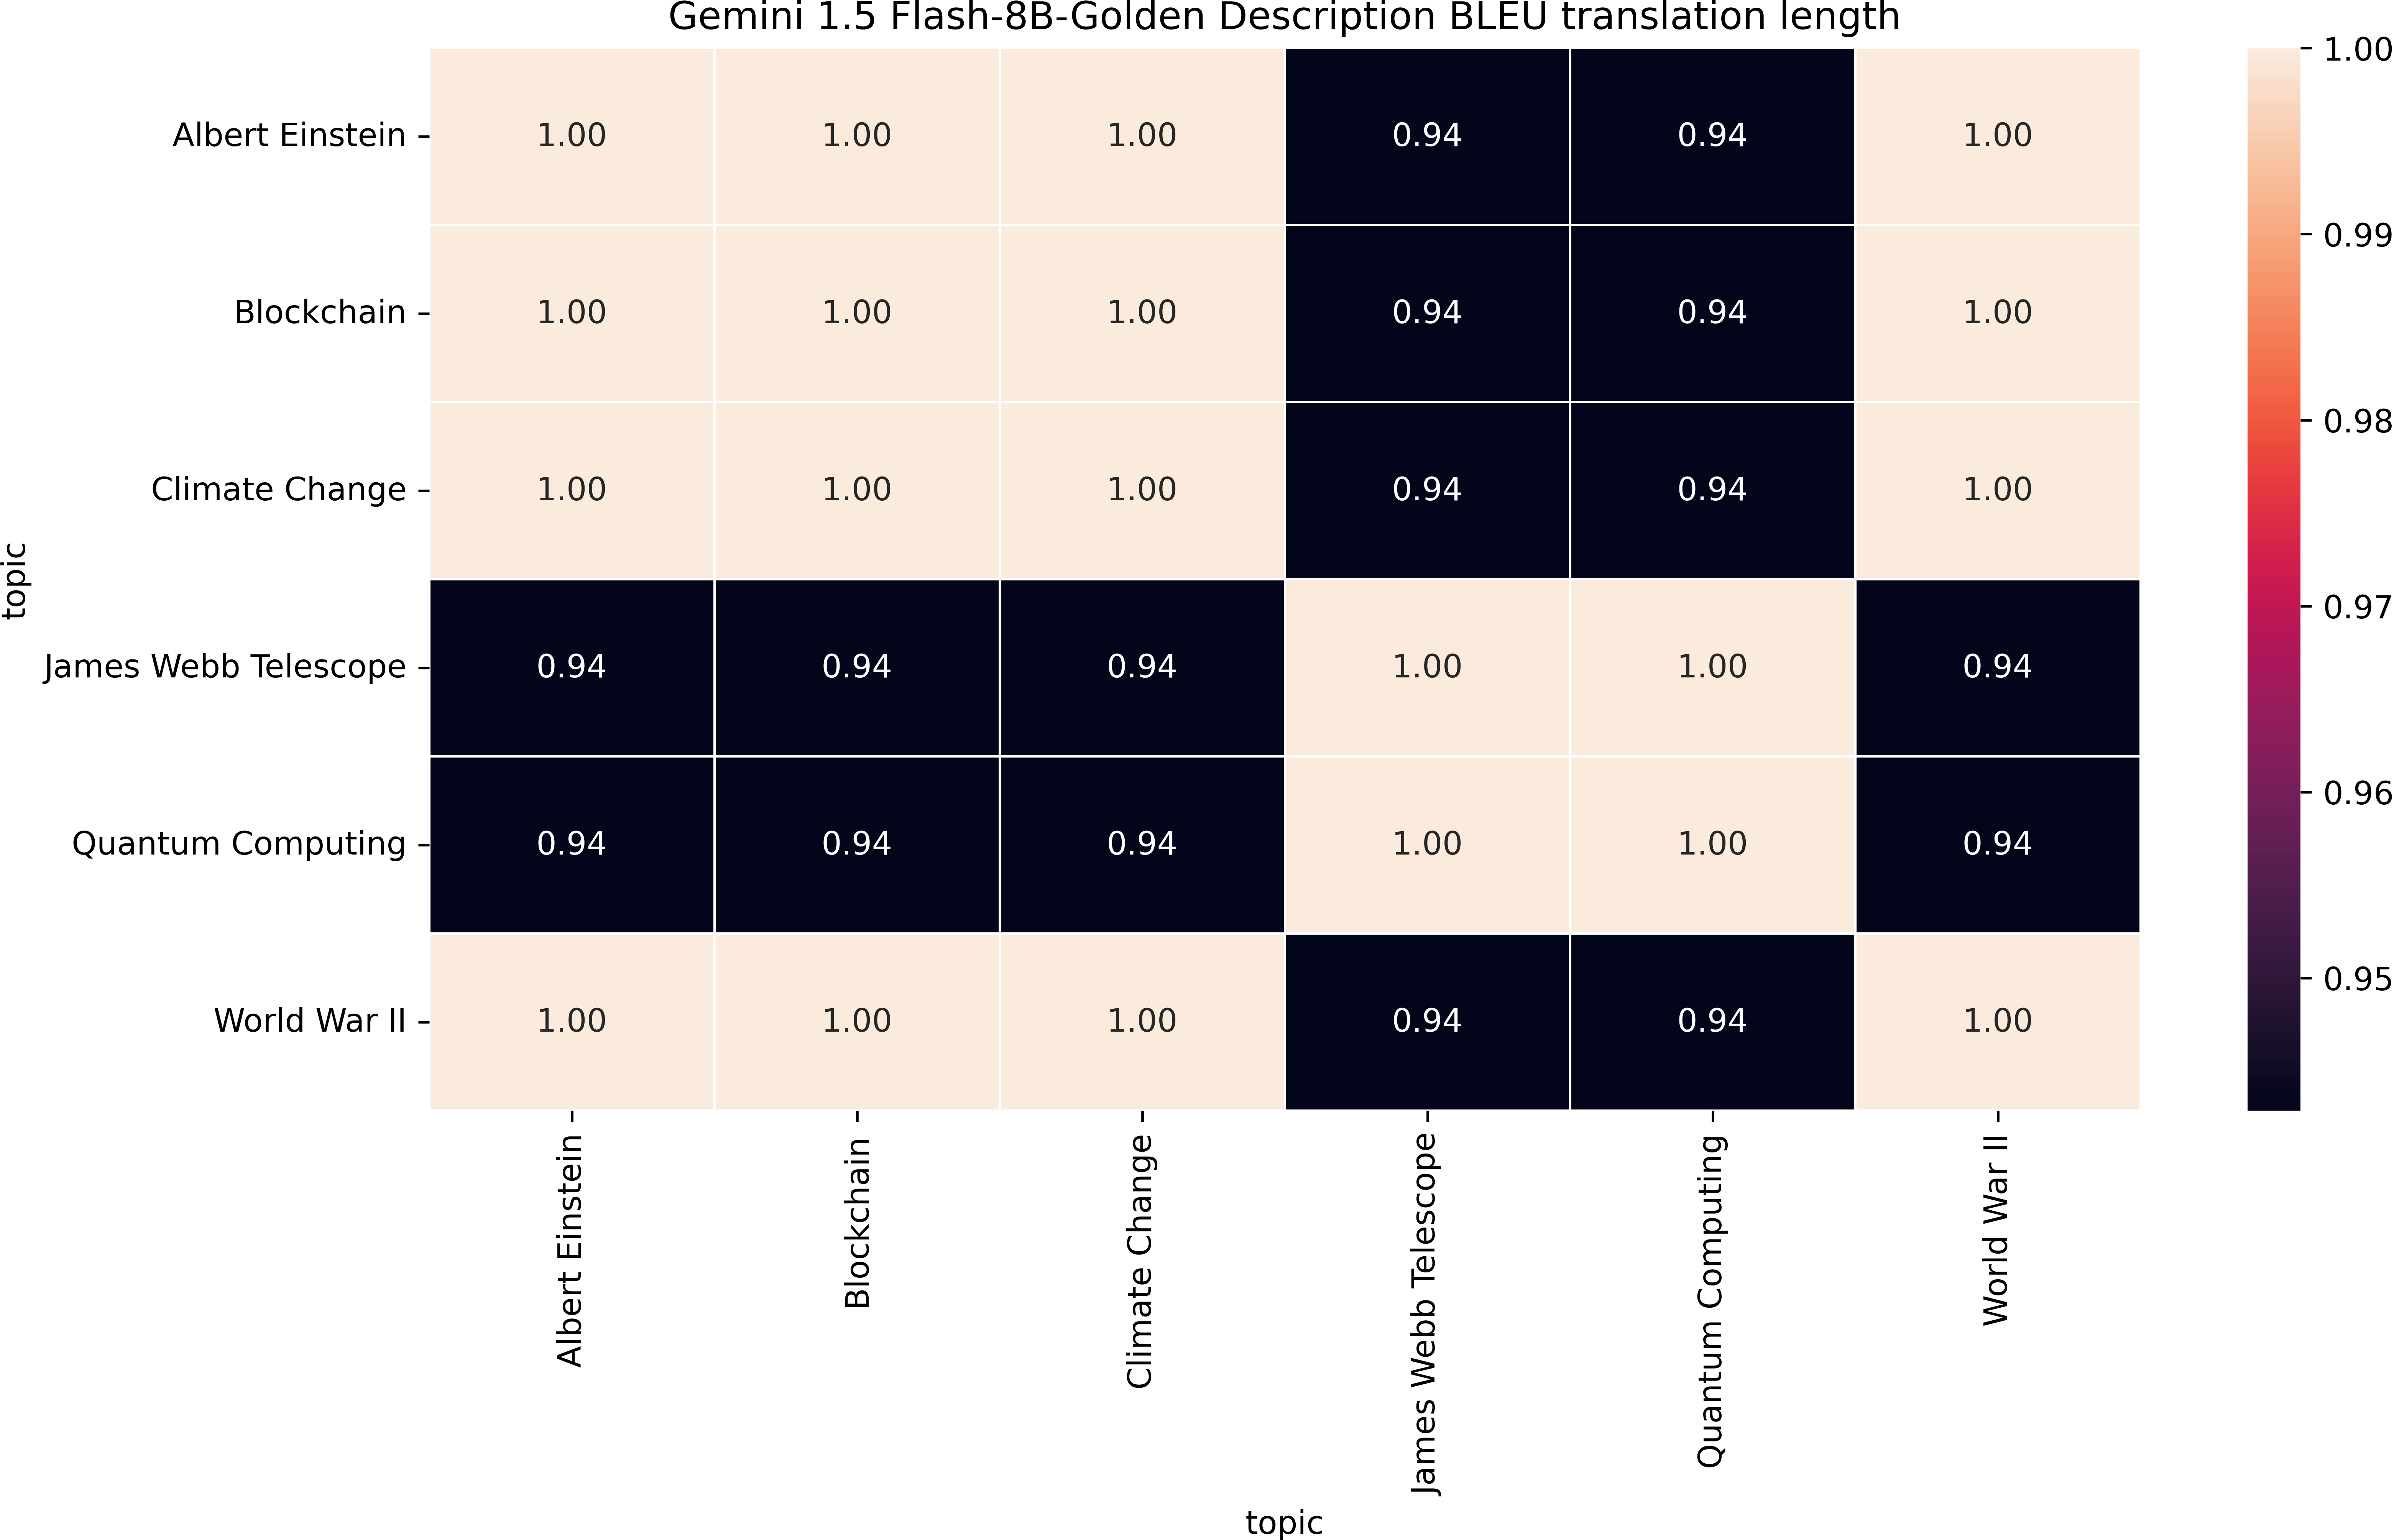 Gemini 1.5 Flash-8B-Golden Description BLEU translation length
Albert Einstein 1.00 1.00 1.00 0.94 0.94 1.00
Blockchain 1.00 1.00 1.00 0.94 0.94 1.00
Climate Change 1.00 1.00 1.00 0.94 0.94 1.00
James Webb Telescope 0.94 0.94 0.94 1.00 1.00 0.94
Quantum Computing 0.94 0.94 0.94 1.00 1.00 0.94
World War II 1.00 1.00 1.00 0.94 0.94 1.00
topic
Albert Einstein
Blockchain
Climate Change
James Webb Telescope
Quantum Computing
World War II
topic
1.00
0.99
0.98
0.97
0.96
0.95